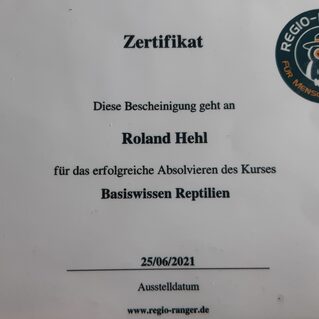 Zertifikat
REGIO-
FÜR MENSCH
Diese Bescheinigung geht an
Roland Hehl
für das erfolgreiche Absolvieren des Kurses
Basiswissen Reptilien
25/06/2021
Ausstelldatum
www.regio-ranger.de